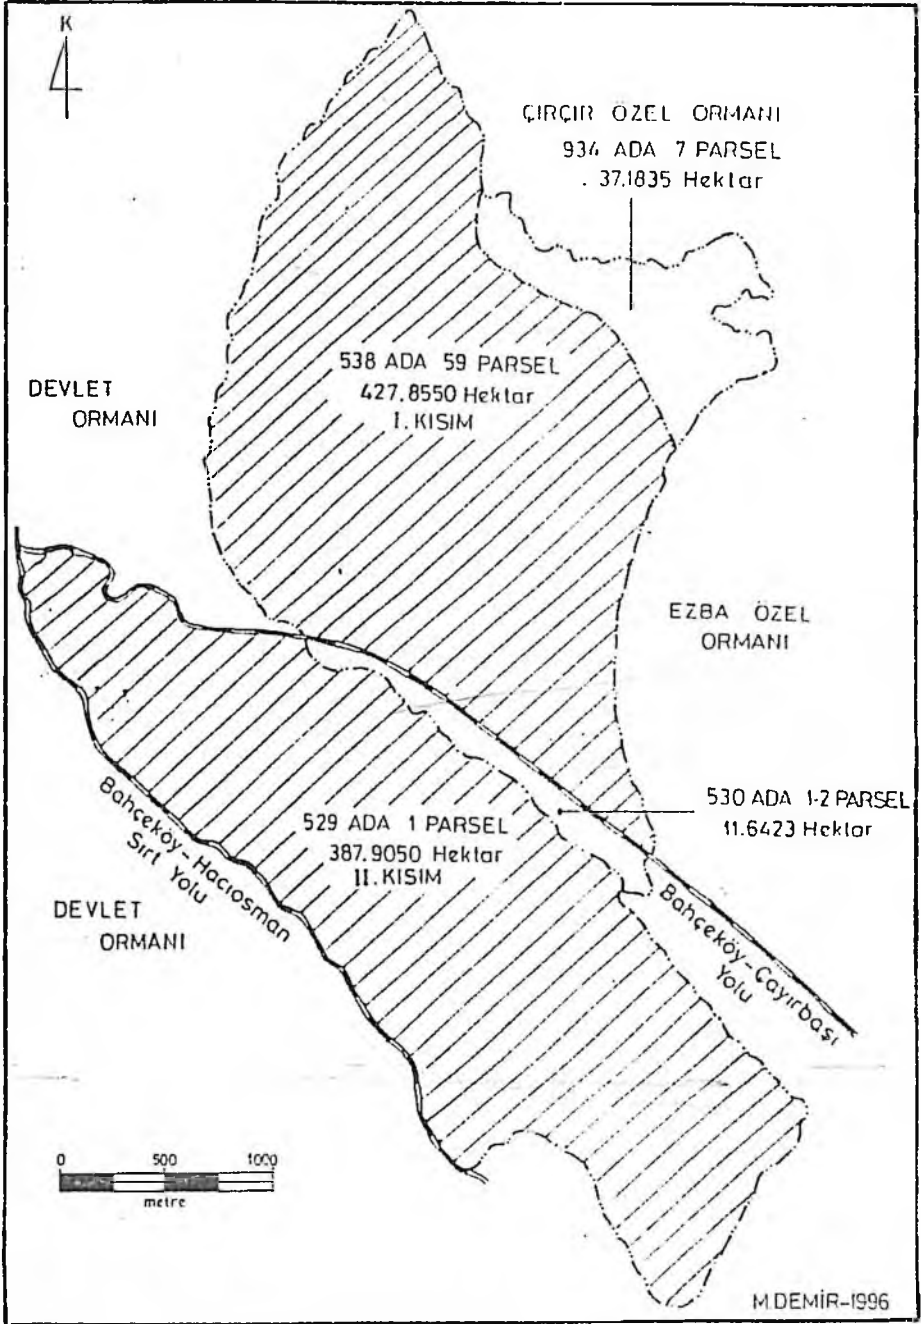 K
ÇIRÇIR ÖZEL ORMANI
934 ADA 7 PARSEL
37.1835 Hektar
538 ADA 59 PARSEL
427.8550 Hektar
I. KISIM
DEVLET
ORMANI
EZBA ÖZEL
ORMANI
530 ADA 1-2 PARSEL
11.6423 Hektar
529 ADA 1 PARSEL
387.9050 Hektar
II. KISIM
Bahçeköy-Hacıosman
Sırt Yolu
DEVLET
ORMANI
Bahçeköy-Çayırbaşı
Yolu
0 500 1000
metre
M.DEMİR-1996